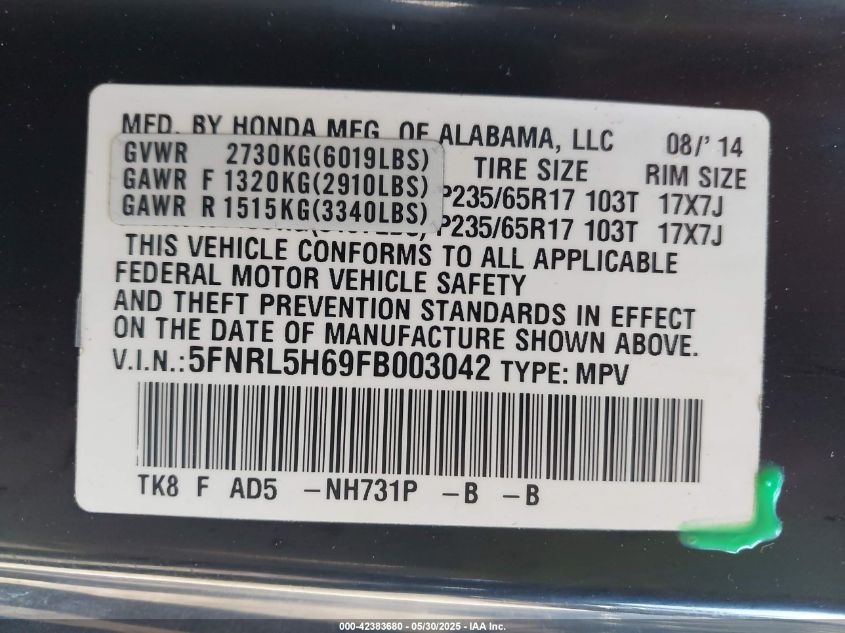 MFD. BY HONDA MFG. OF ALABAMA, LLC 08/' 14
GVWR 2730KG(6019LBS) TIRE SIZE RIM SIZE
GAWR F 1320KG(2910LBS) P235/65R17 103T 17X7J
GAWR R 1515KG(3340LBS) P235/65R17 103T 17X7J
THIS VEHICLE CONFORMS TO ALL APPLICABLE
FEDERAL MOTOR VEHICLE SAFETY
AND THEFT PREVENTION STANDARDS IN EFFECT
ON THE DATE OF MANUFACTURE SHOWN ABOVE.
V.I.N.: 5FNRL5H69FB003042 TYPE: MPV
TK8 F AD5 -NH731P -B -B
000-42383680 - 05/30/2025 - IAA Inc.